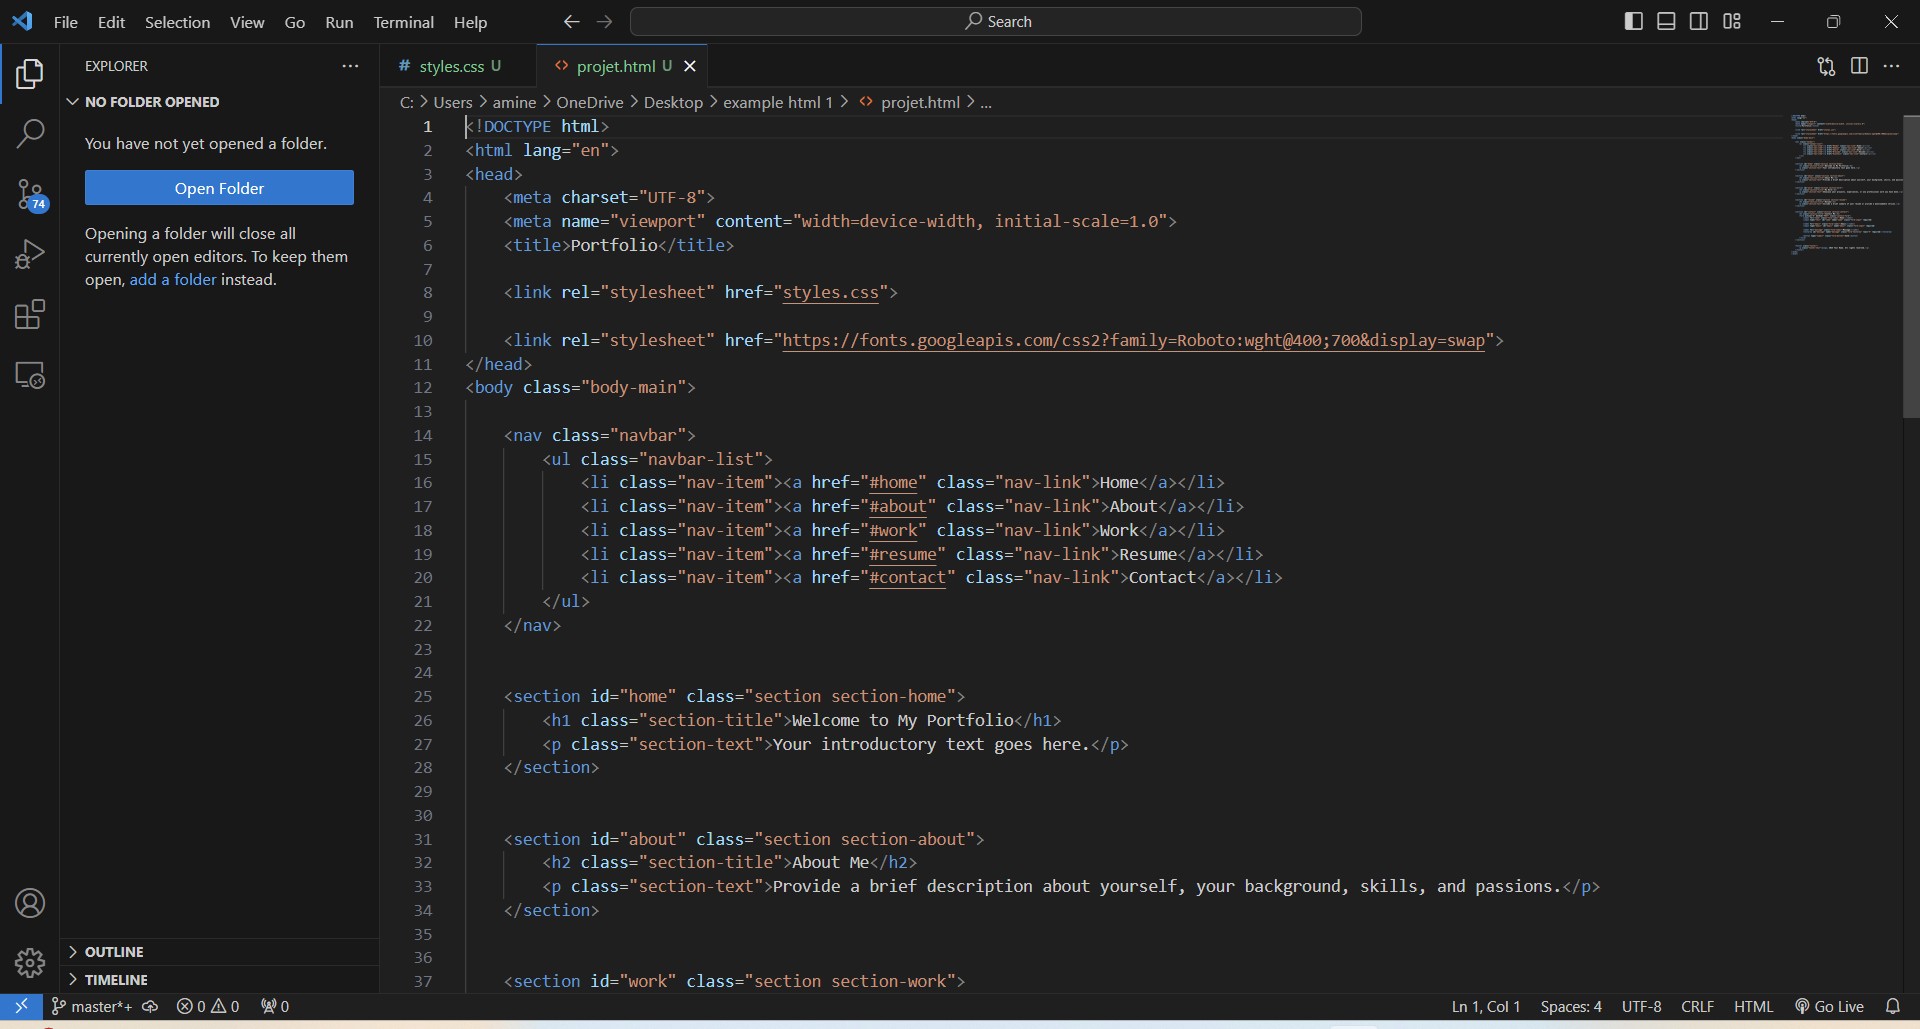 File Edit Selection View Go Run Terminal Help
Search
EXPLORER
NO FOLDER OPENED
You have not yet opened a folder.
Open Folder
Opening a folder will close all
currently open editors. To keep them
open, add a folder instead.
74
OUTLINE
TIMELINE
# styles.css U
<> projet.html U
C: > Users > amine > OneDrive > Desktop > example html 1 > <> projet.html > ...
1 <!DOCTYPE html>
2 <html lang="en">
3 <head>
4     <meta charset="UTF-8">
5     <meta name="viewport" content="width=device-width, initial-scale=1.0">
6     <title>Portfolio</title>
7
8     <link rel="stylesheet" href="styles.css">
9
10     <link rel="stylesheet" href="https://fonts.googleapis.com/css2?family=Roboto:wght@400;700&display=swap">
11 </head>
12 <body class="body-main">
13
14     <nav class="navbar">
15         <ul class="navbar-list">
16             <li class="nav-item"><a href="#home" class="nav-link">Home</a></li>
17             <li class="nav-item"><a href="#about" class="nav-link">About</a></li>
18             <li class="nav-item"><a href="#work" class="nav-link">Work</a></li>
19             <li class="nav-item"><a href="#resume" class="nav-link">Resume</a></li>
20             <li class="nav-item"><a href="#contact" class="nav-link">Contact</a></li>
21         </ul>
22     </nav>
23
24
25     <section id="home" class="section section-home">
26         <h1 class="section-title">Welcome to My Portfolio</h1>
27         <p class="section-text">Your introductory text goes here.</p>
28     </section>
29
30
31     <section id="about" class="section section-about">
32         <h2 class="section-title">About Me</h2>
33         <p class="section-text">Provide a brief description about yourself, your background, skills, and passions.</p>
34     </section>
35
36
37     <section id="work" class="section section-work">
master*+ 0 0 0 Ln 1, Col 1 Spaces: 4 UTF-8 CRLF HTML Go Live